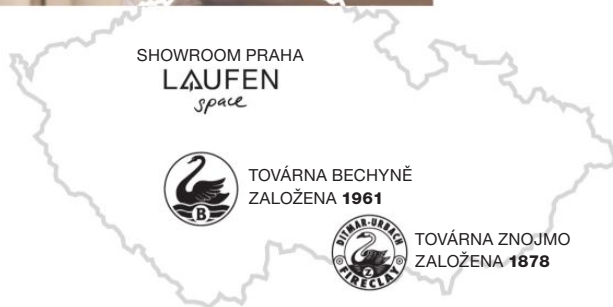 SHOWROOM PRAHA
LAUFEN
space
TOVÁRNA BECHYNĚ
ZALOŽENA 1961
B
DITMAR-URBACH
Z
FIRECLAY
TOVÁRNA ZNOJMO
ZALOŽENA 1878